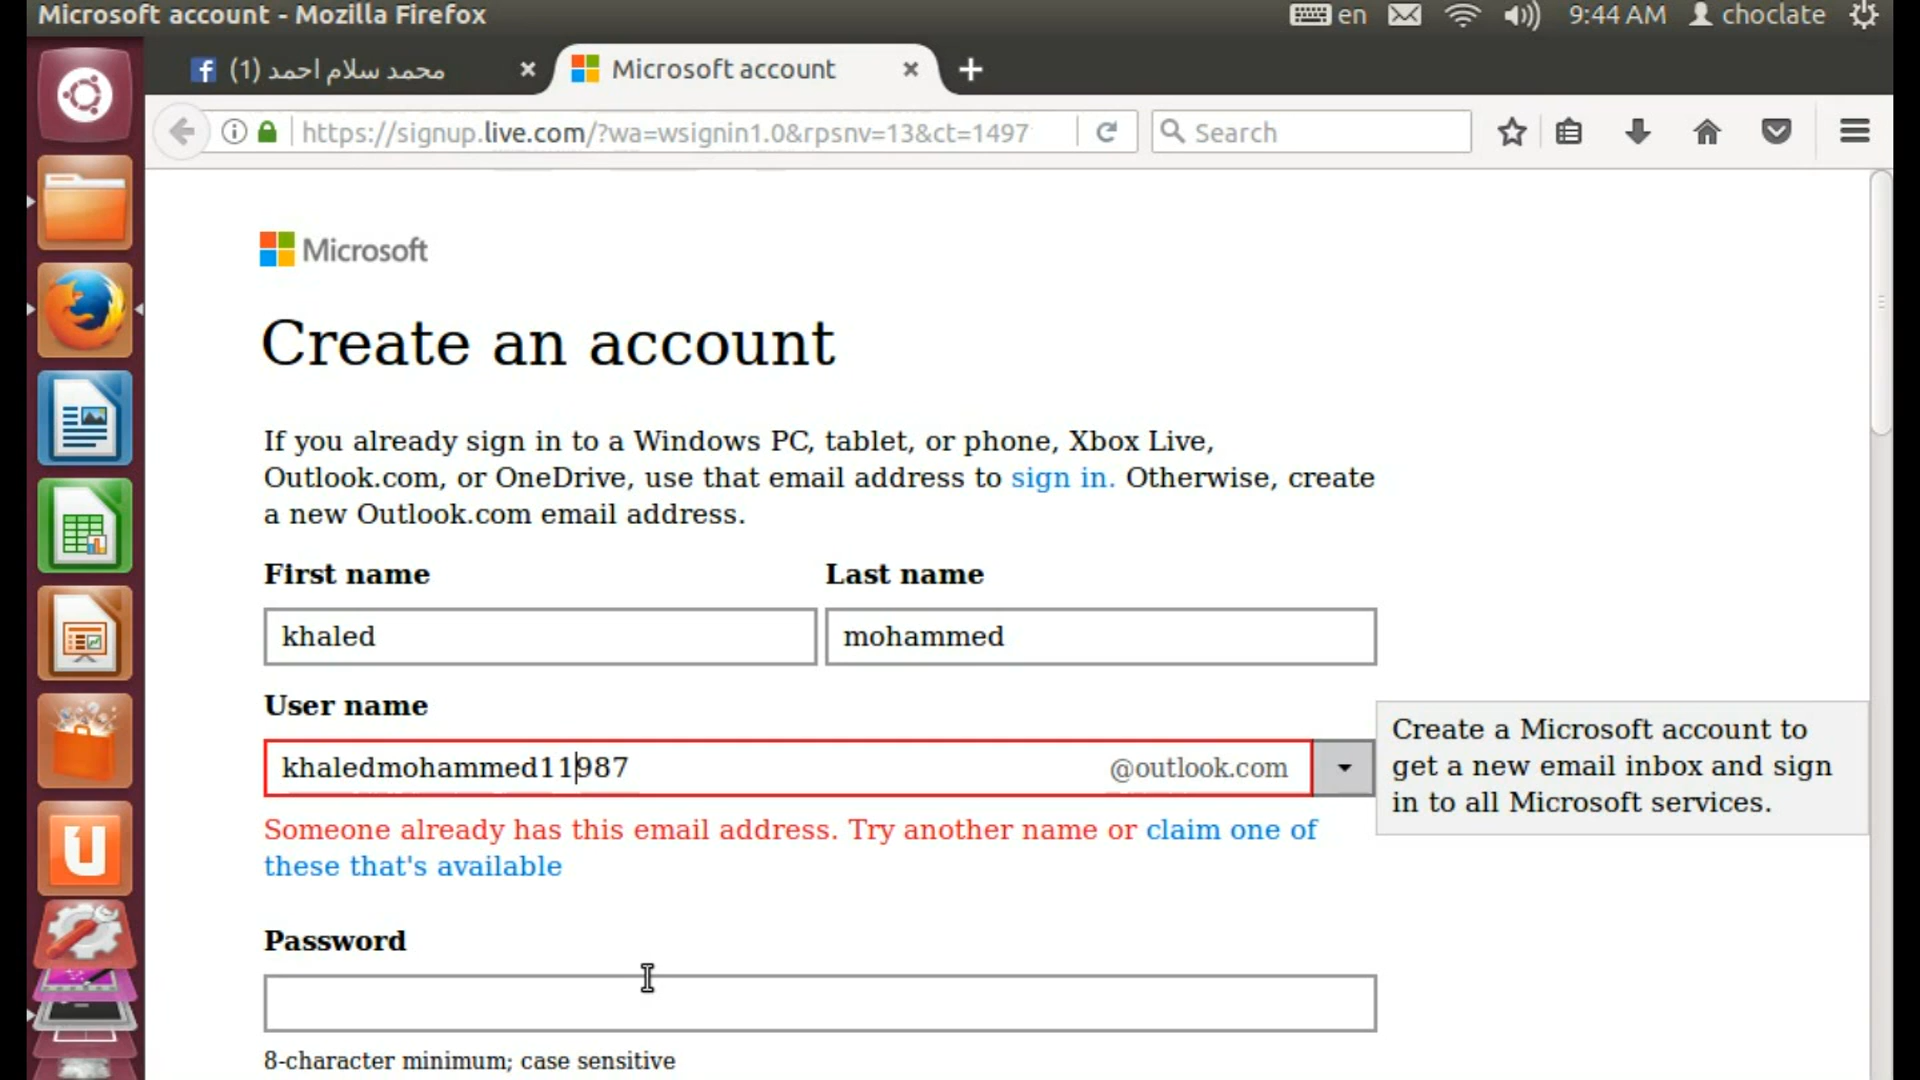 Microsoft account - Mozilla Firefox
en
9:44 AM
choclate
(1) محمد سلام احمد
Microsoft account
https://signup.live.com/?wa=wsignin1.0&rpsnv=13&ct=1497
Search
Microsoft
Create an account
If you already sign in to a Windows PC, tablet, or phone, Xbox Live,
Outlook.com, or OneDrive, use that email address to sign in. Otherwise, create
a new Outlook.com email address.
First name
Last name
khaled
mohammed
User name
khaledmohammed11987
@outlook.com
Create a Microsoft account to
get a new email inbox and sign
in to all Microsoft services.
Someone already has this email address. Try another name or claim one of
these that's available
Password
8-character minimum; case sensitive